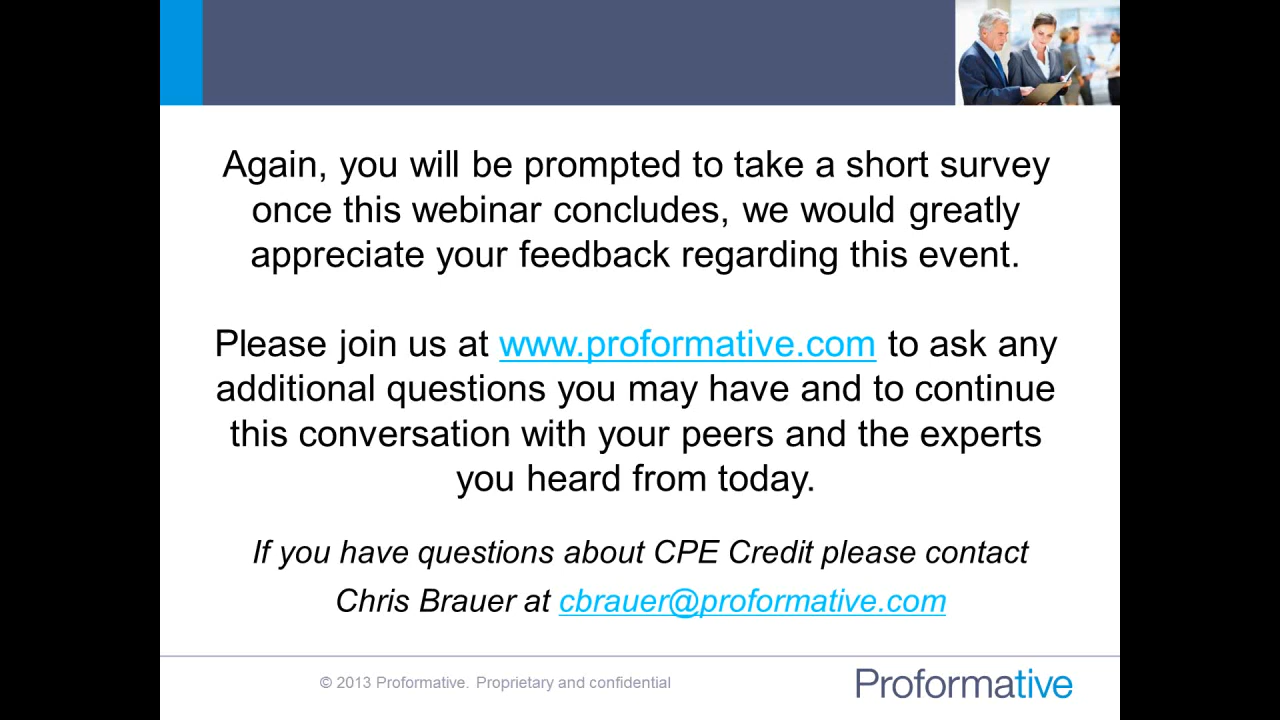 Again, you will be prompted to take a short survey
once this webinar concludes, we would greatly
appreciate your feedback regarding this event.
Please join us at www.proformative.com to ask any
additional questions you may have and to continue
this conversation with your peers and the experts
you heard from today.
If you have questions about CPE Credit please contact
Chris Brauer at cbrauer@proformative.com
© 2013 Proformative. Proprietary and confidential
Proformative